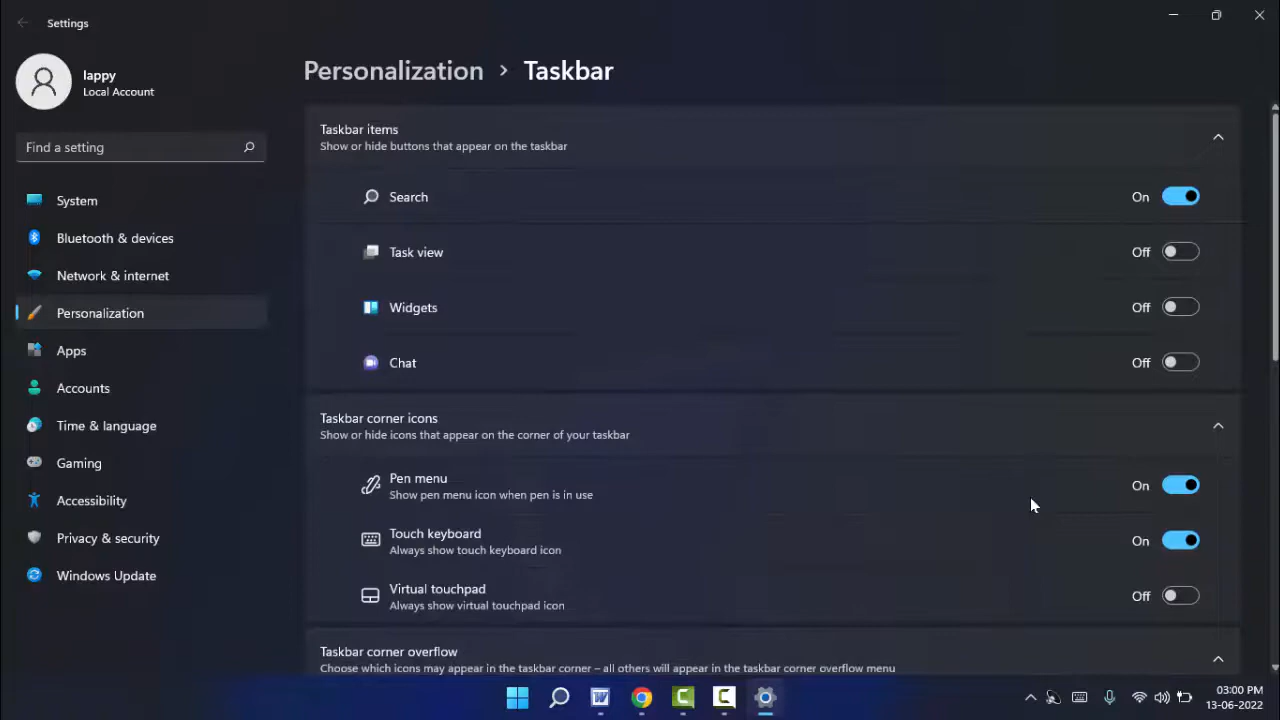 Settings
lappy
Local Account
Find a setting
System
Bluetooth & devices
Network & internet
Personalization
Apps
Accounts
Time & language
Gaming
Accessibility
Privacy & security
Windows Update
Personalization > Taskbar
Taskbar items
Show or hide buttons that appear on the taskbar
Search On
Task view Off
Widgets Off
Chat Off
Taskbar corner icons
Show or hide icons that appear on the corner of your taskbar
Pen menu
Show pen menu icon when pen is in use
On
Touch keyboard
Always show touch keyboard icon
On
Virtual touchpad
Always show virtual touchpad icon
Off
Taskbar corner overflow
Choose which icons may appear in the taskbar corner – all others will appear in the taskbar corner overflow menu
03:00 PM
13-06-2022